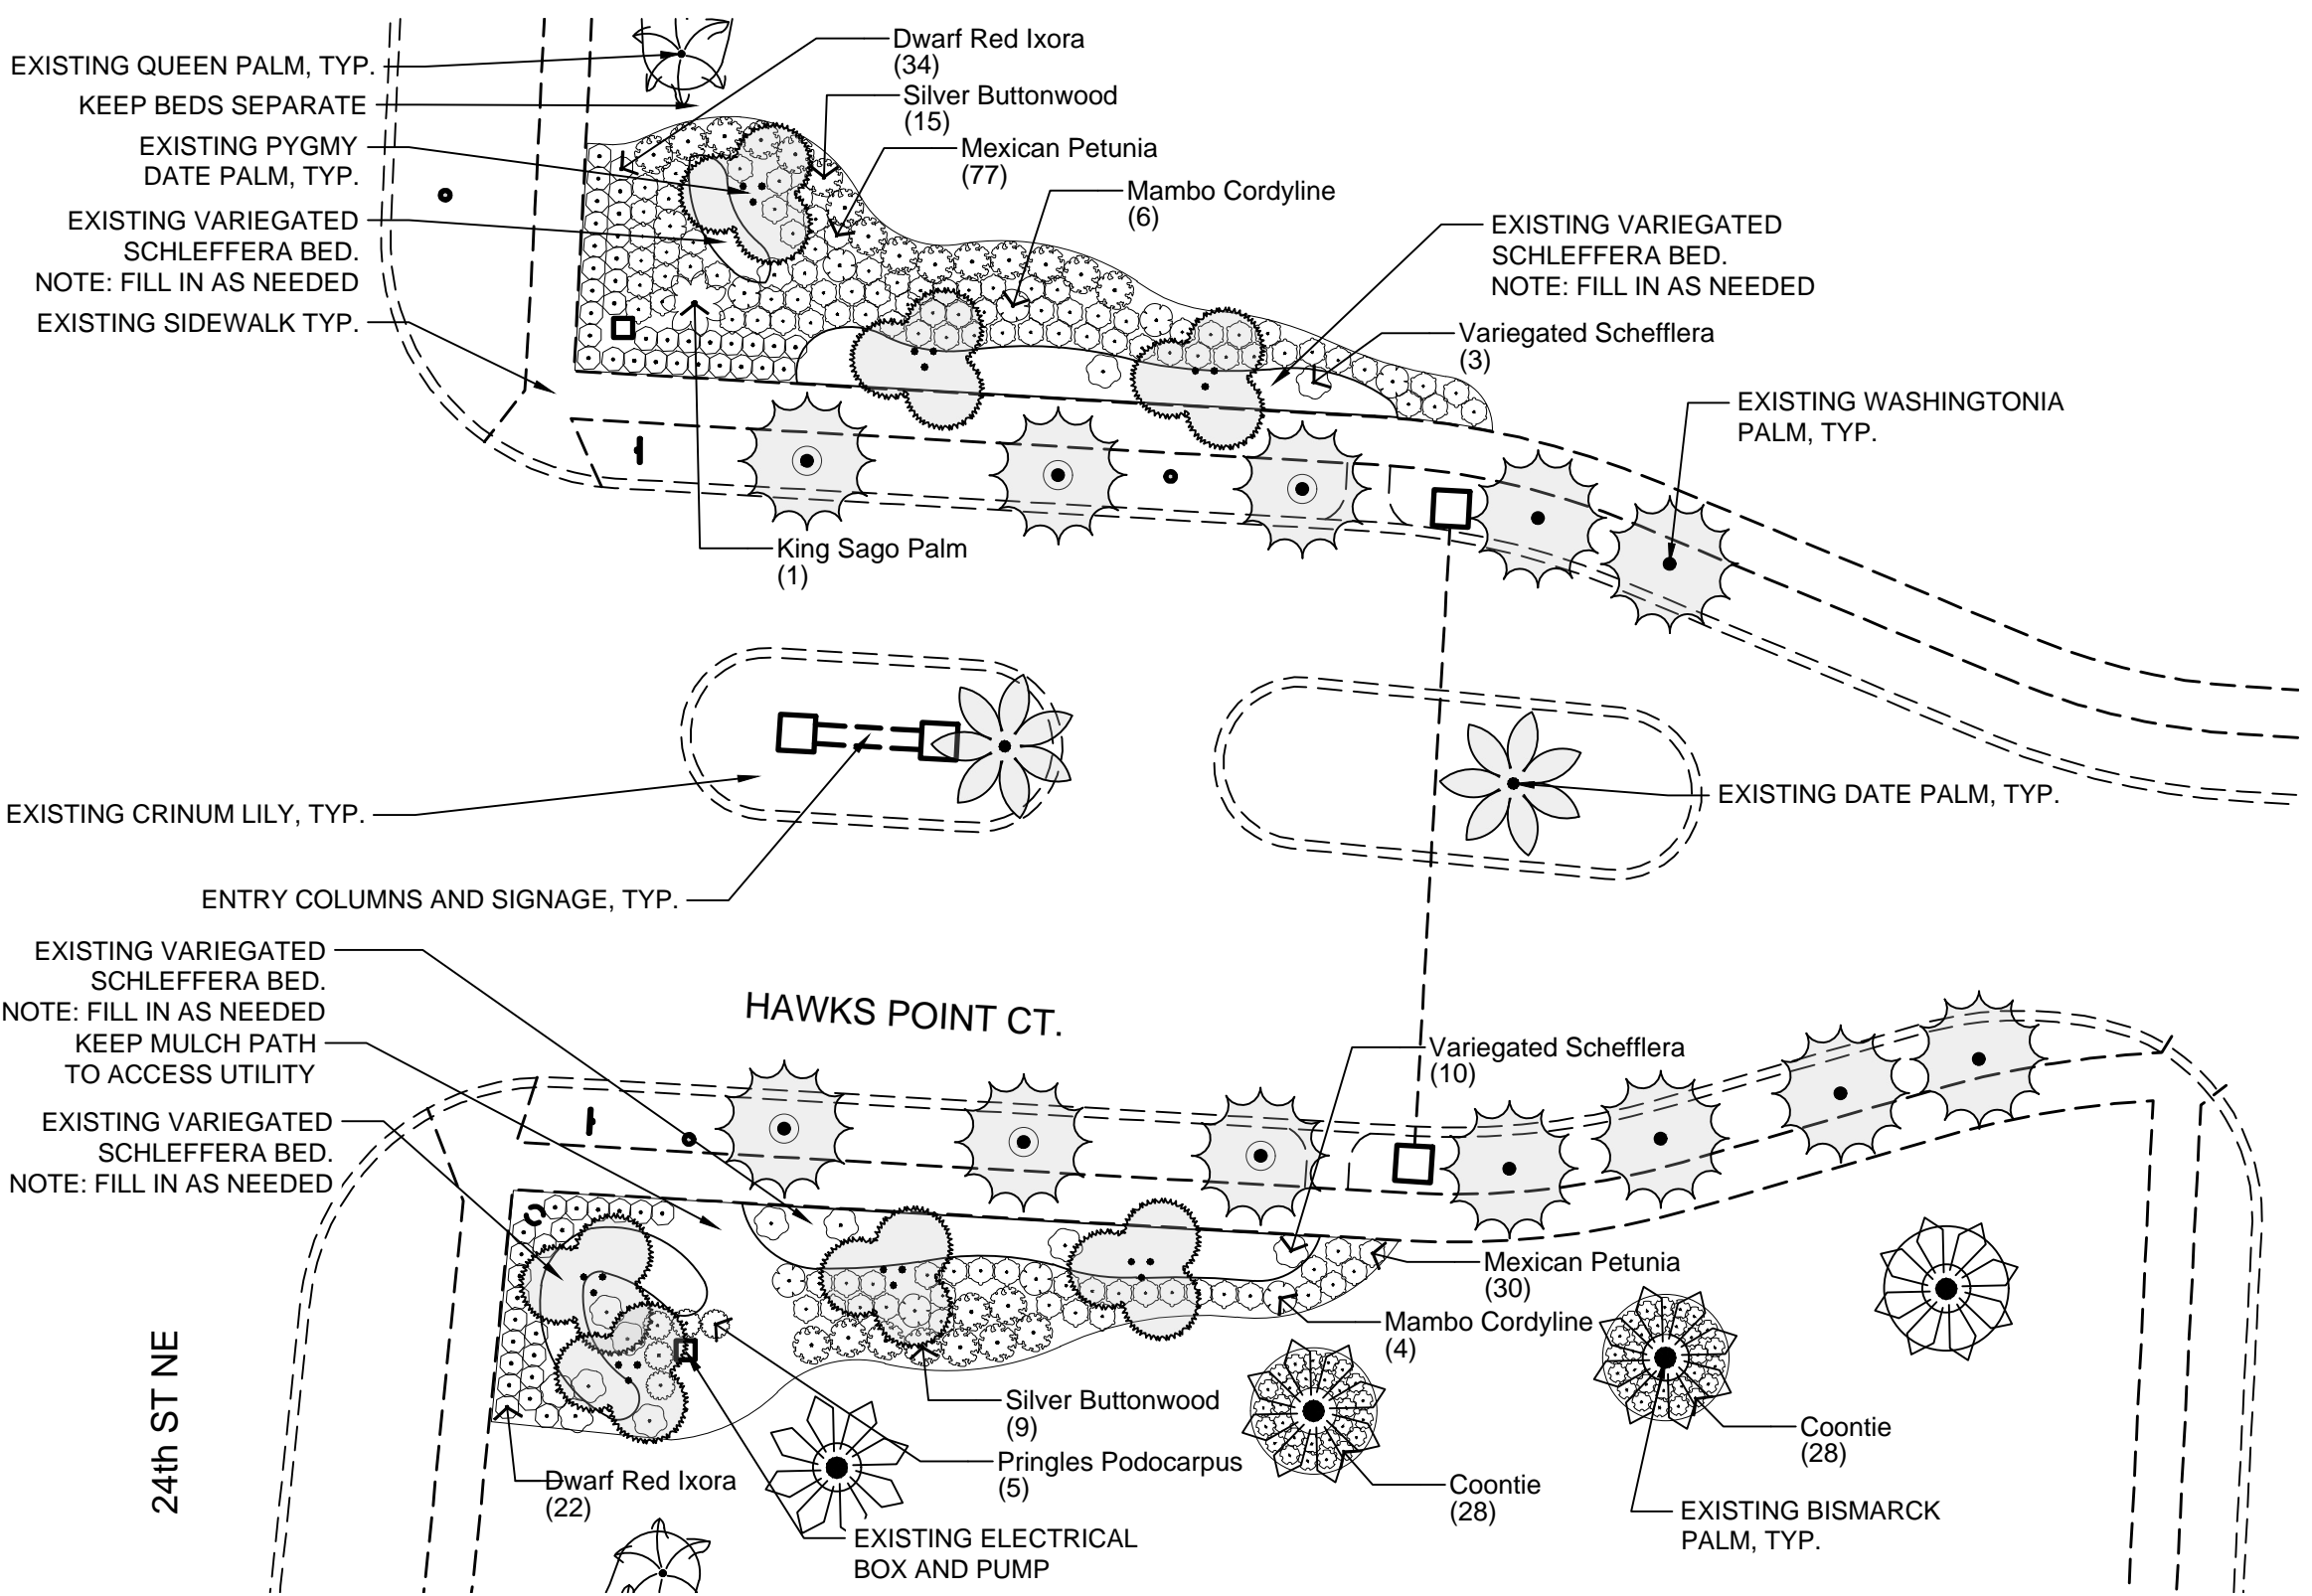 EXISTING QUEEN PALM, TYP.
KEEP BEDS SEPARATE
EXISTING PYGMY
DATE PALM, TYP.
EXISTING VARIEGATED
SCHLEFFERA BED.
NOTE: FILL IN AS NEEDED
EXISTING SIDEWALK TYP.
Dwarf Red Ixora
(34)
Silver Buttonwood
(15)
Mexican Petunia
(77)
Mambo Cordyline
(6)
EXISTING VARIEGATED
SCHLEFFERA BED.
NOTE: FILL IN AS NEEDED
Variegated Schefflera
(3)
EXISTING WASHINGTONIA
PALM, TYP.
King Sago Palm
(1)
EXISTING CRINUM LILY, TYP.
EXISTING DATE PALM, TYP.
ENTRY COLUMNS AND SIGNAGE, TYP.
EXISTING VARIEGATED
SCHLEFFERA BED.
NOTE: FILL IN AS NEEDED
KEEP MULCH PATH
TO ACCESS UTILITY
EXISTING VARIEGATED
SCHLEFFERA BED.
NOTE: FILL IN AS NEEDED
HAWKS POINT CT.
Variegated Schefflera
(10)
Mexican Petunia
(30)
Mambo Cordyline
(4)
Silver Buttonwood
(9)
Pringles Podocarpus
(5)
Dwarf Red Ixora
(22)
EXISTING ELECTRICAL
BOX AND PUMP
Coontie
(28)
Coontie
(28)
EXISTING BISMARCK
PALM, TYP.
24th ST NE